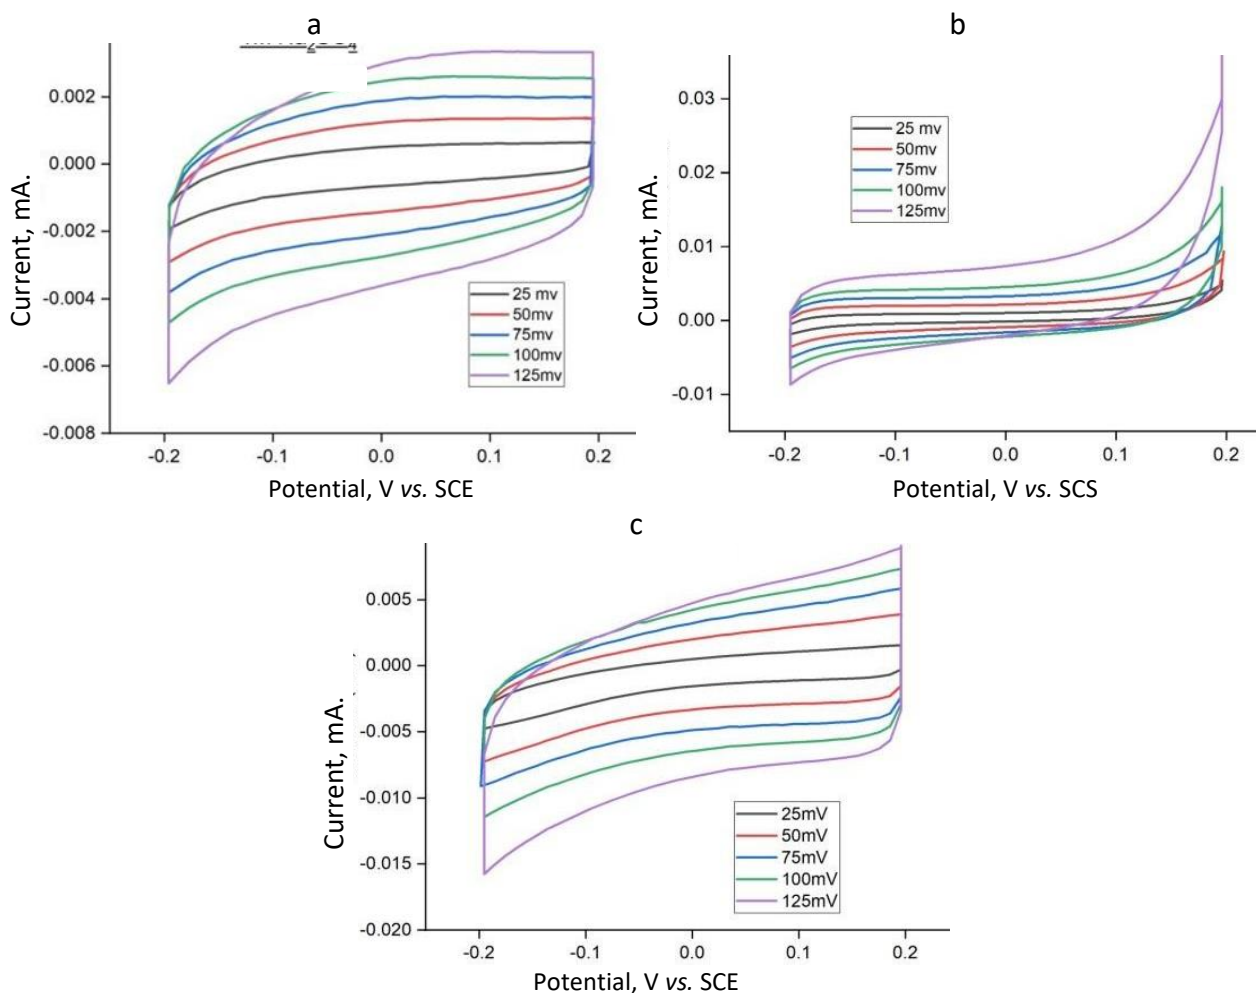 a
0.002
0.000
-0.002
-0.004
-0.006
-0.008
-0.2 -0.1 0.0 0.1 0.2
Current, mA.
Potential, V vs. SCE
25 mv
50mv
75mv
100mv
125mv
b
0.03
0.02
0.01
0.00
-0.01
-0.2 -0.1 0.0 0.1 0.2
Current, mA.
Potential, V vs. SCS
25 mv
50mv
75mv
100mv
125mv
c
0.005
0.000
-0.005
-0.010
-0.015
-0.020
-0.2 -0.1 0.0 0.1 0.2
Current, mA.
Potential, V vs. SCE
25mV
50mV
75mV
100mV
125mV